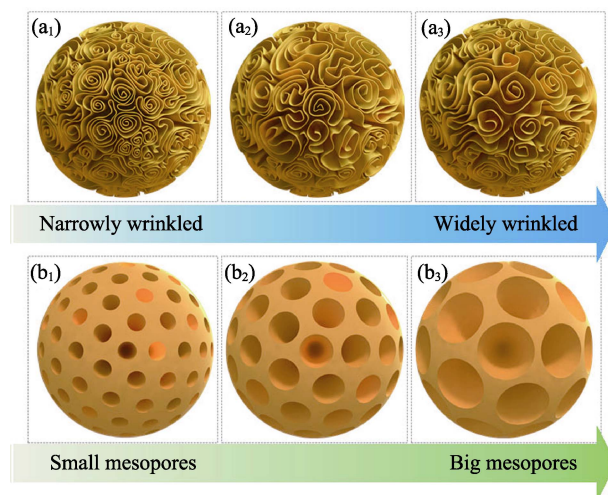 (a₁) (a₂) (a₃)
Narrowly wrinkled Widely wrinkled
(b₁) (b₂) (b₃)
Small mesopores Big mesopores